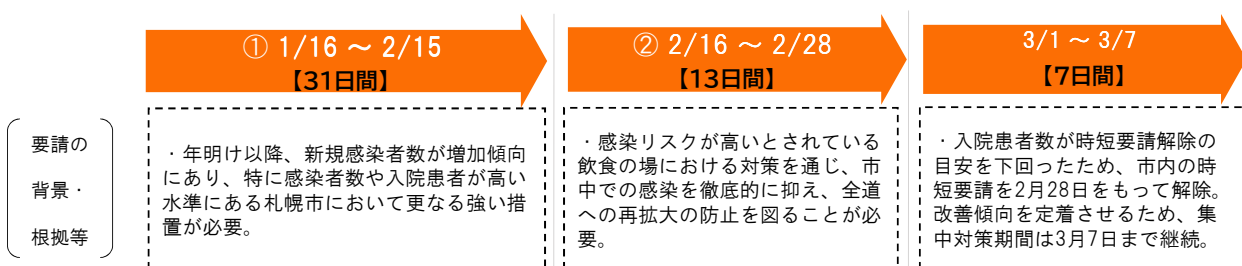 ① 1/16 ～ 2/15
【31日間】
② 2/16 ～ 2/28
【13日間】
3/1 ～ 3/7
【7日間】
要請の
背景・
根拠等
・年明け以降、新規感染者数が増加傾向
にあり、特に感染者数や入院患者が高い
水準にある札幌市において更なる強い措
置が必要。
・感染リスクが高いとされている
飲食の場における対策を通じ、市
中での感染を徹底的に抑え、全道
への再拡大の防止を図ることが必
要。
・入院患者数が時短要請解除の
目安を下回ったため、市内の時
短要請を2月28日をもって解除。
改善傾向を定着させるため、集
中対策期間は3月7日まで継続。